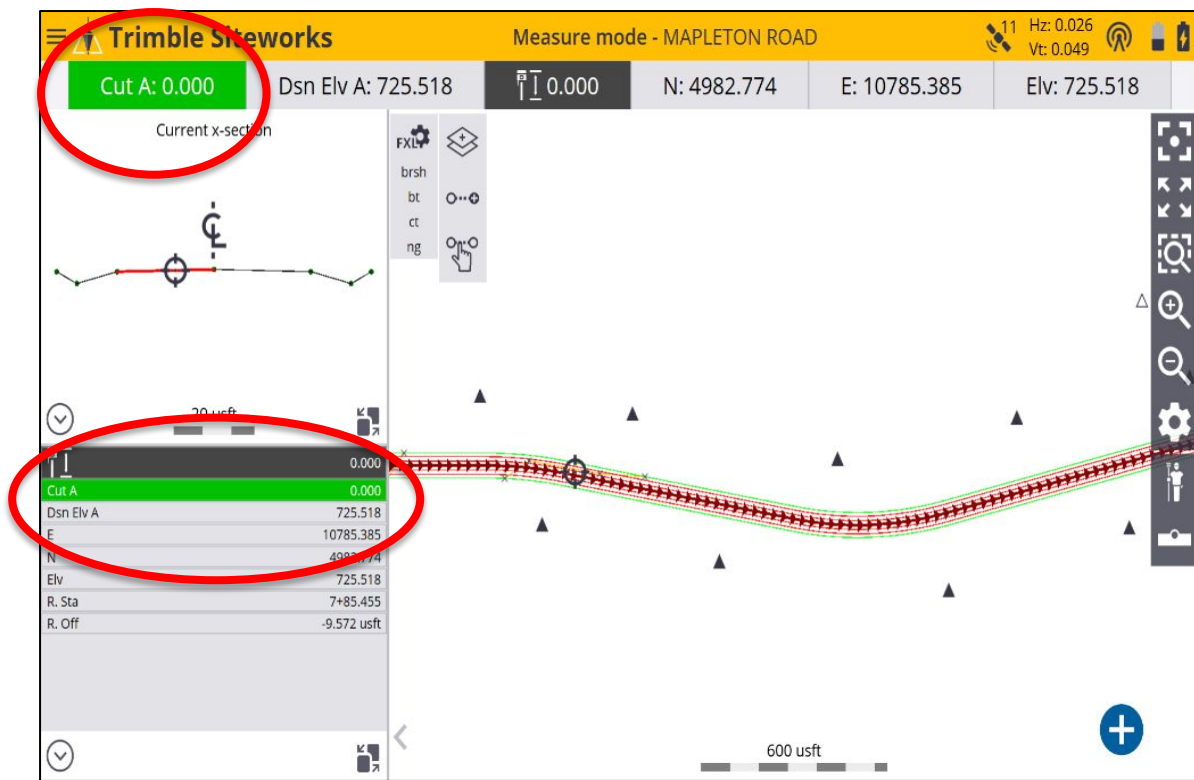 Trimble Siteworks
Measure mode - MAPLETON ROAD
11
Hz: 0.026
Vt: 0.049
Cut A: 0.000
Dsn Elv A: 725.518
0.000
N: 4982.774
E: 10785.385
Elv: 725.518
Current x-section
℄
20 usft
FXL
brsh
bt
ct
ng
0.000
Cut A 0.000
Dsn Elv A 725.518
E 10785.385
N 4982.774
Elv 725.518
R. Sta 7+85.455
R. Off -9.572 usft
600 usft